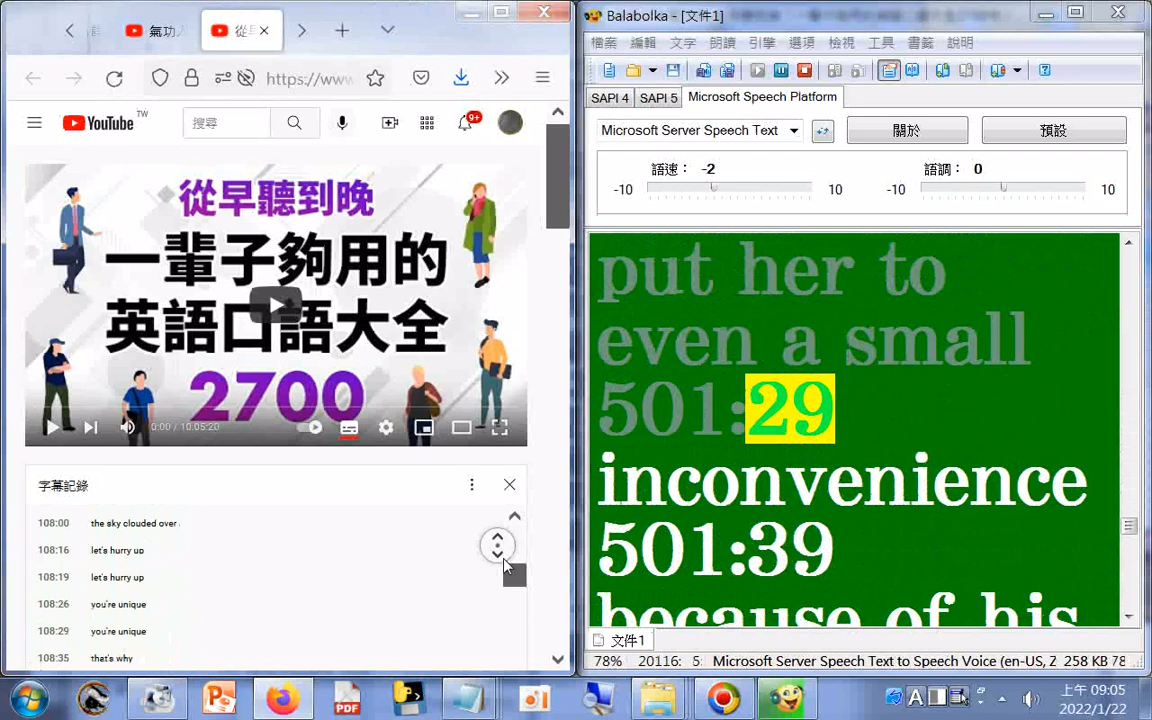 氣功
從
https://www
YouTube TW
搜尋
9+
從早聽到晚
一輩子夠用的
英語口語大全
2700
0:00 / 10:05:20
字幕記錄
108:00 the sky clouded over
108:16 let's hurry up
108:19 let's hurry up
108:26 you're unique
108:29 you're unique
108:35 that's why
Balabolka - [文件1]
檔案 編輯 文字 朗讀 引擎 選項 檢視 工具 書籤 說明
SAPI 4 SAPI 5 Microsoft Speech Platform
Microsoft Server Speech Text 關於 預設
語速： -2 語調： 0
-10 10 -10 10
put her to
even a small
501:29
inconvenience
501:39
because of his
文件1
78% 20116: 5: Microsoft Server Speech Text to Speech Voice (en-US, Z 258 KB 78
PDF
A
上午 09:05
2022/1/22